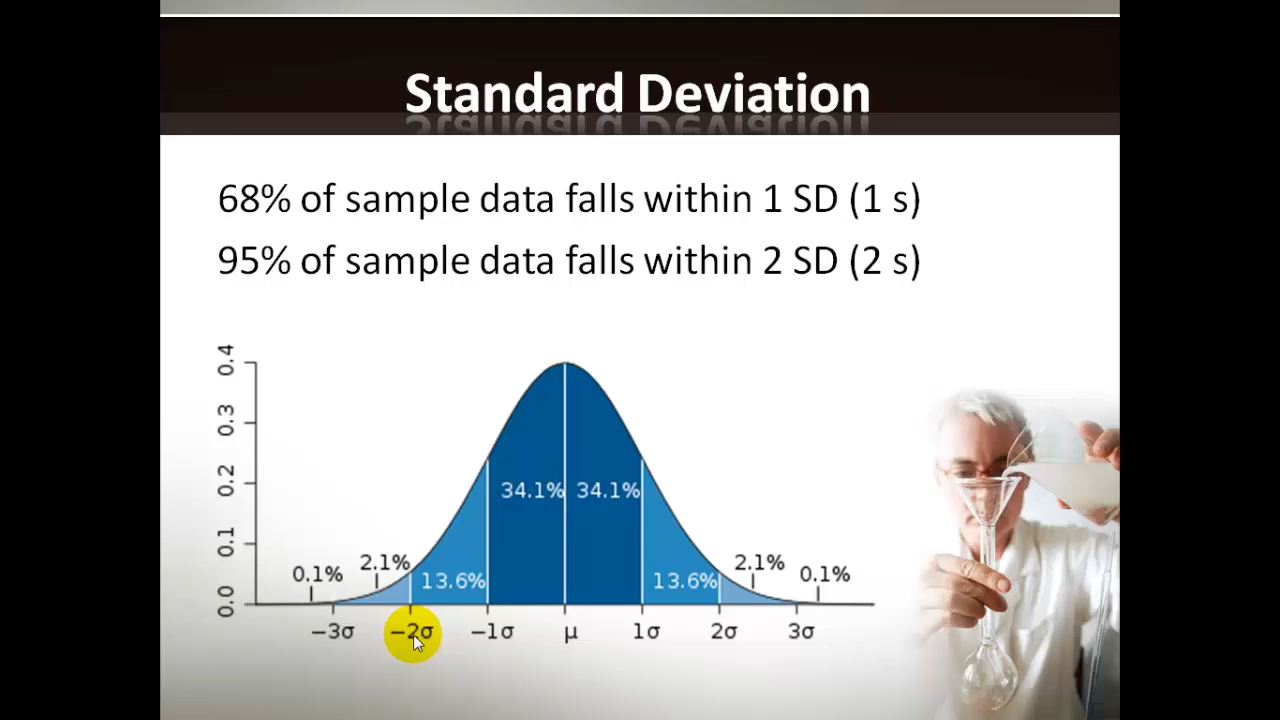 Standard Deviation
68% of sample data falls within 1 SD (1 s)
95% of sample data falls within 2 SD (2 s)
0.4
0.3
0.2
0.1
0.0
34.1% 34.1%
0.1% 2.1% 13.6% 13.6% 2.1% 0.1%
−3σ −2σ −1σ μ 1σ 2σ 3σ